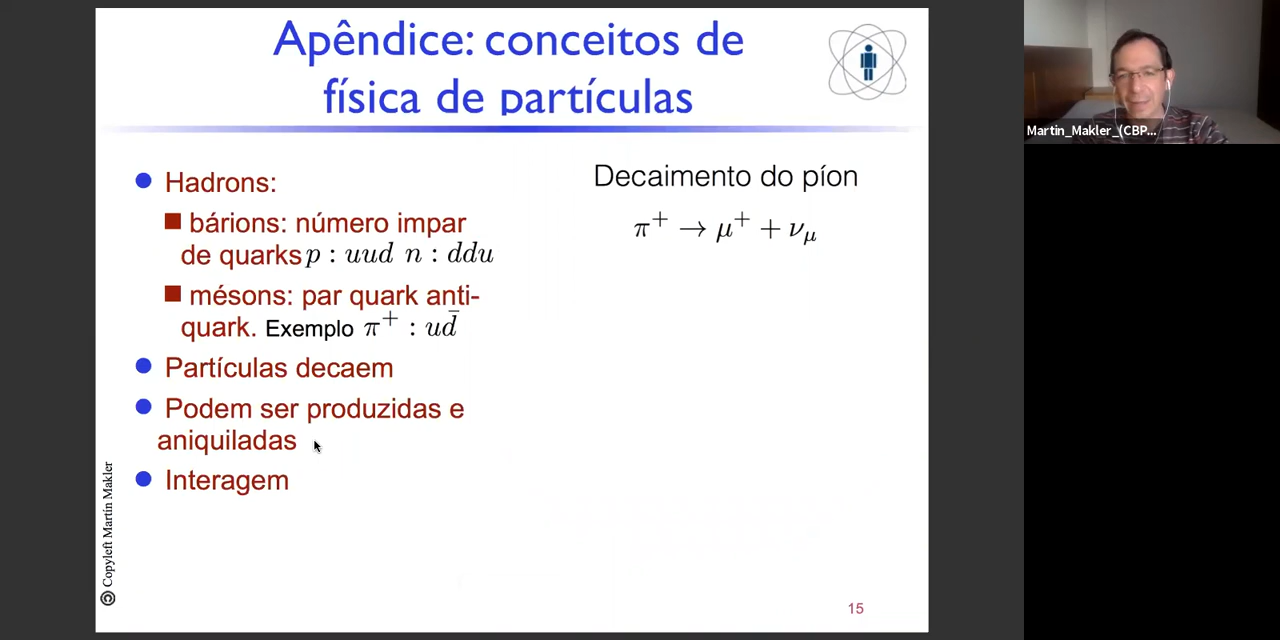 Apêndice: conceitos de
física de partículas
Hadrons:
bárions: número impar
de quarks p : uud n : ddu
mésons: par quark anti-
quark. Exemplo π⁺ : ud̄
Partículas decaem
Podem ser produzidas e
aniquiladas
Interagem
Decaimento do píon
π⁺ → μ⁺ + ν_μ
© Copyleft Martin Makler
15
Martin_Makler_(CBP...